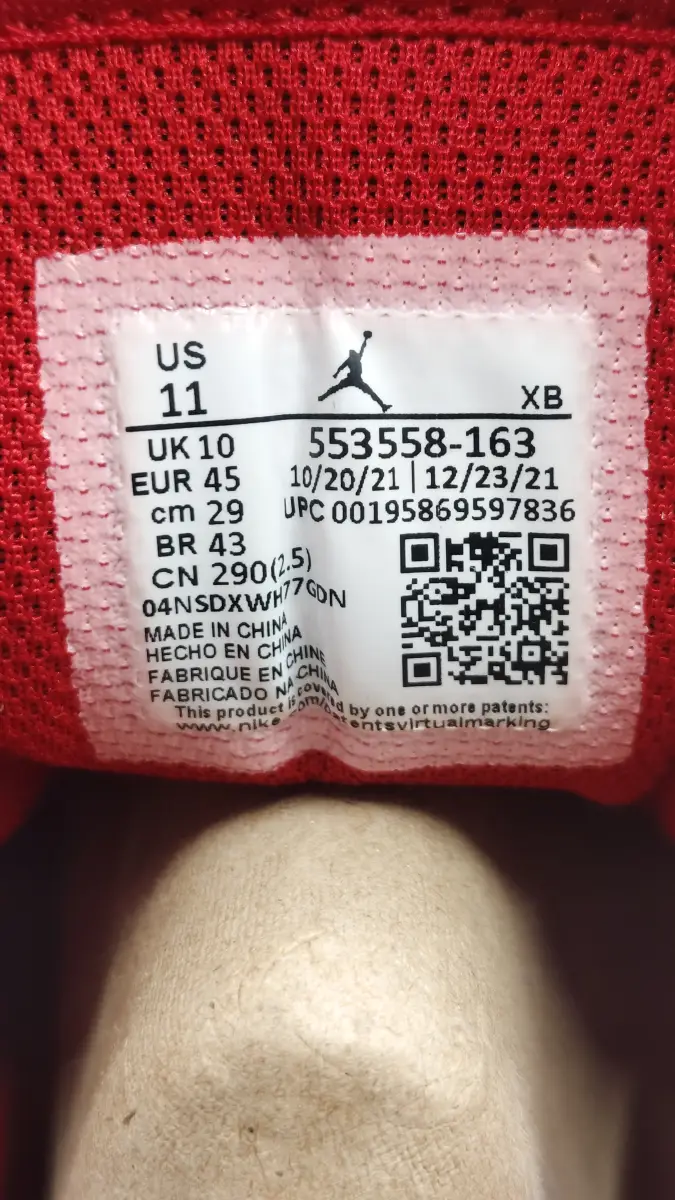 US
11
XB
UK 10
553558-163
EUR 45
10/20/21 | 12/23/21
cm 29
UPC 00195869597836
BR 43
CN 290(2.5)
04NSDXWH77GDN
MADE IN CHINA
HECHO EN CHINA
FABRIQUE EN CHINE
FABRICADO NA CHINA
This product is covered by one or more patents:
www.nike.com/patentsvirtualmarking